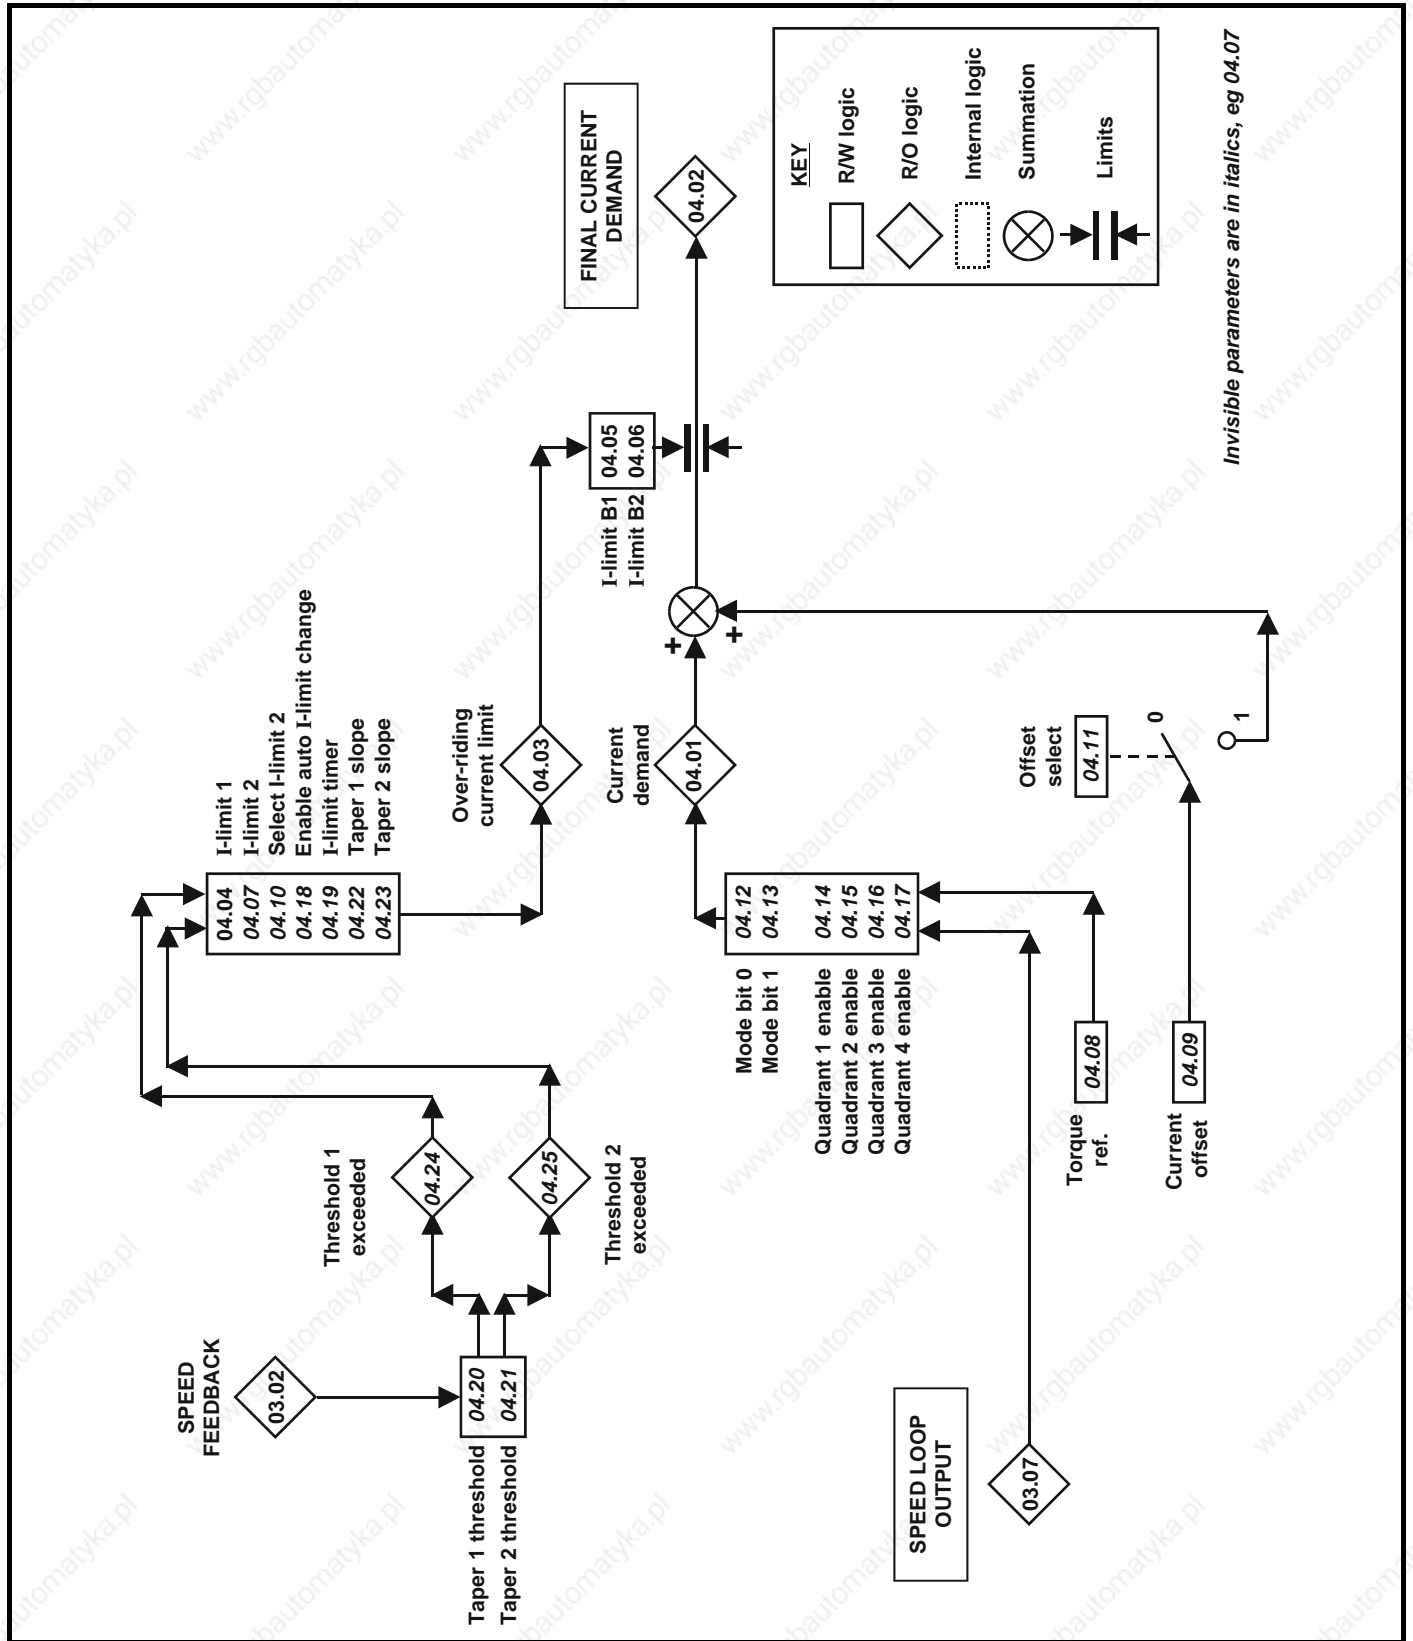 SPEED
FEEDBACK
03.02
Taper 1 threshold
04.20
Taper 2 threshold
04.21
Threshold 1
exceeded
04.24
04.25
Threshold 2
exceeded
04.04 I-limit 1
04.07 I-limit 2
04.10 Select I-limit 2
04.18 Enable auto I-limit change
04.19 I-limit timer
04.22 Taper 1 slope
04.23 Taper 2 slope
Over-riding
current limit
04.03
I-limit B1 04.05
I-limit B2 04.06
FINAL CURRENT
DEMAND
04.02
Current
demand
04.01
+
+
Mode bit 0 04.12
Mode bit 1 04.13
Quadrant 1 enable 04.14
Quadrant 2 enable 04.15
Quadrant 3 enable 04.16
Quadrant 4 enable 04.17
SPEED LOOP
OUTPUT
03.07
Torque
ref.
04.08
Current
offset
04.09
Offset
select
04.11
0
1
KEY
R/W logic
R/O logic
Internal logic
Summation
Limits
Invisible parameters are in italics, eg 04.07
www.rgbautomatyka.pl